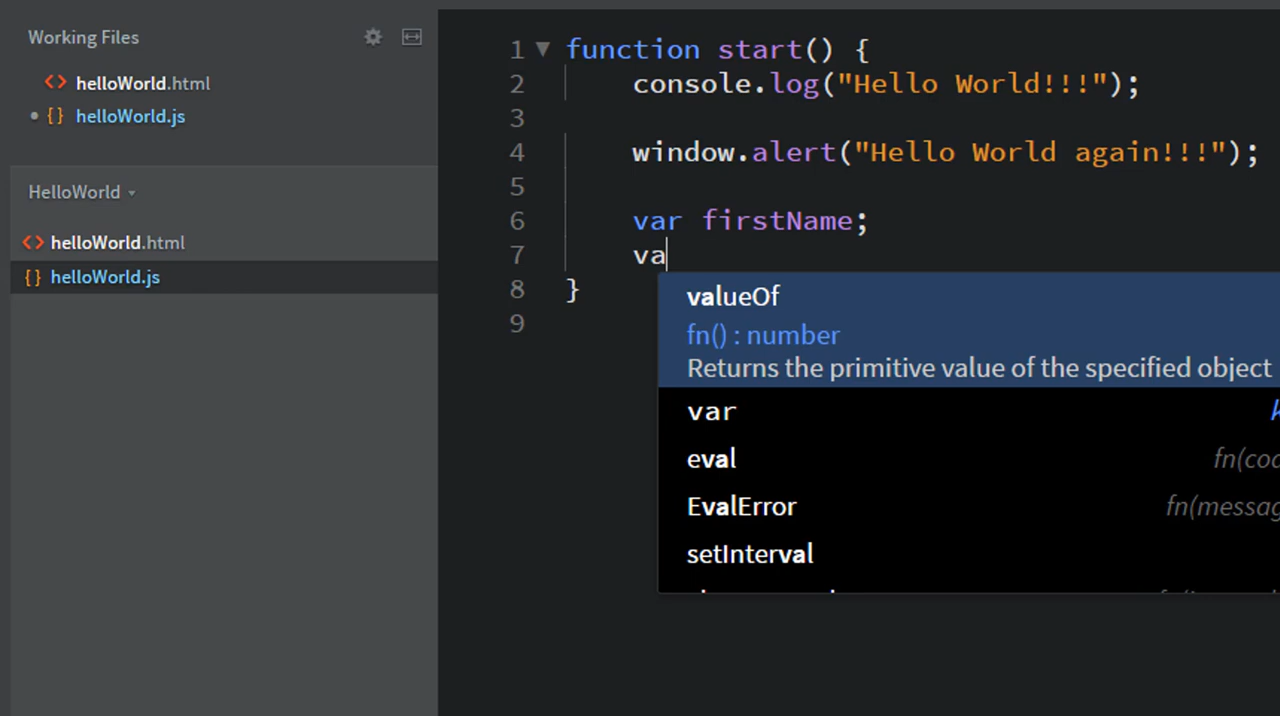 Working Files
<> helloWorld.html
{} helloWorld.js
HelloWorld
<> helloWorld.html
{} helloWorld.js
1 function start() {
2 console.log("Hello World!!!");
3
4 window.alert("Hello World again!!!");
5
6 var firstName;
7 va
8 }
9
valueOf
fn() : number
Returns the primitive value of the specified object
var
eval fn(
EvalError
setInterval